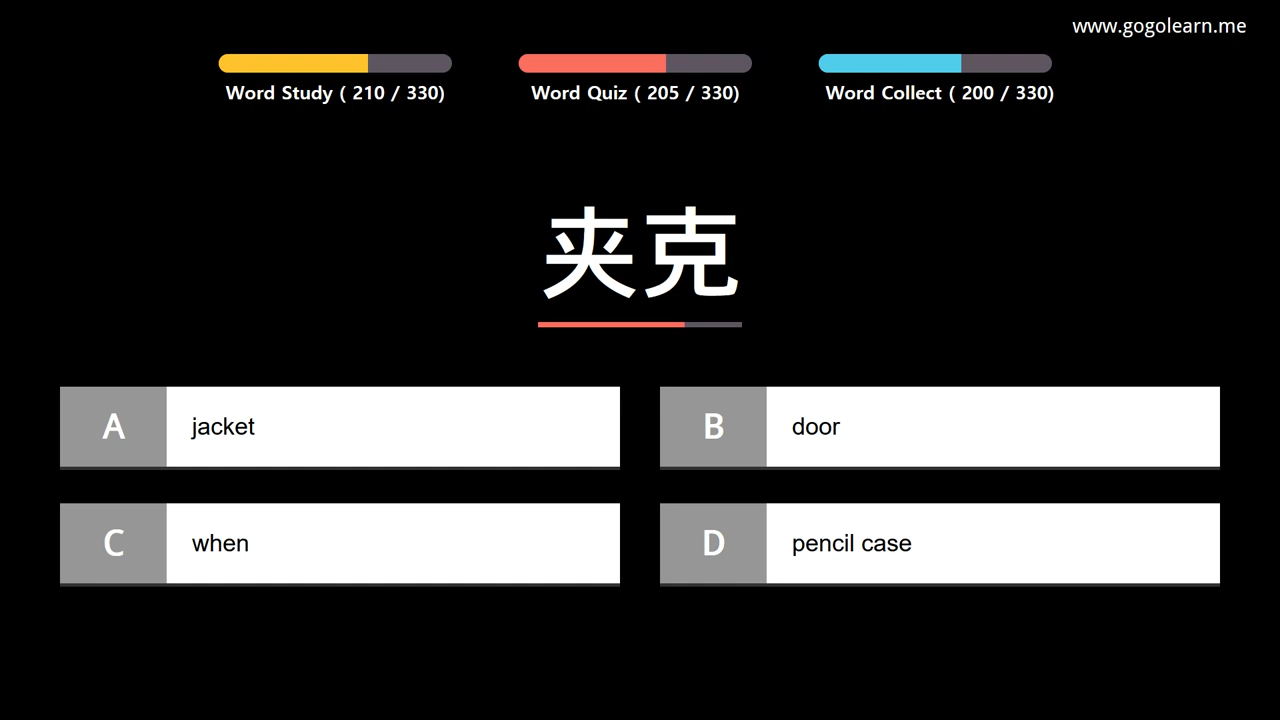 www.gogolearn.me
Word Study ( 210 / 330)
Word Quiz ( 205 / 330)
Word Collect ( 200 / 330)
夹克
A jacket
B door
C when
D pencil case